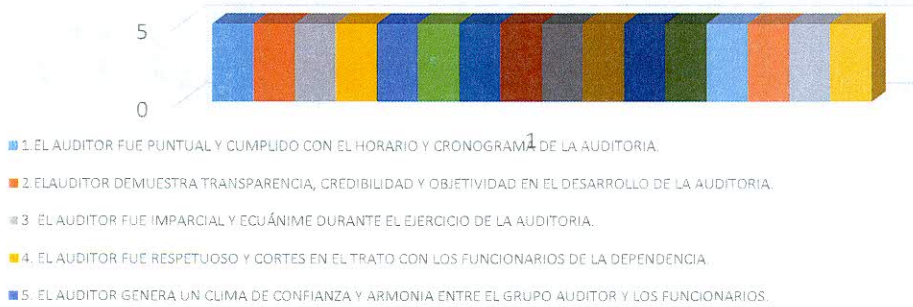 5
0
1
1. EL AUDITOR FUE PUNTUAL Y CUMPLIDO CON EL HORARIO Y CRONOGRAMA DE LA AUDITORIA.
2. ELAUDITOR DEMUESTRA TRANSPARENCIA, CREDIBILIDAD Y OBJETIVIDAD EN EL DESARROLLO DE LA AUDITORIA.
3 EL AUDITOR FUE IMPARCIAL Y ECUÁNIME DURANTE EL EJERCICIO DE LA AUDITORIA.
4. EL AUDITOR FUE RESPETUOSO Y CORTES EN EL TRATO CON LOS FUNCIONARIOS DE LA DEPENDENCIA.
5. EL AUDITOR GENERA UN CLIMA DE CONFIANZA Y ARMONIA ENTRE EL GRUPO AUDITOR Y LOS FUNCIONARIOS.